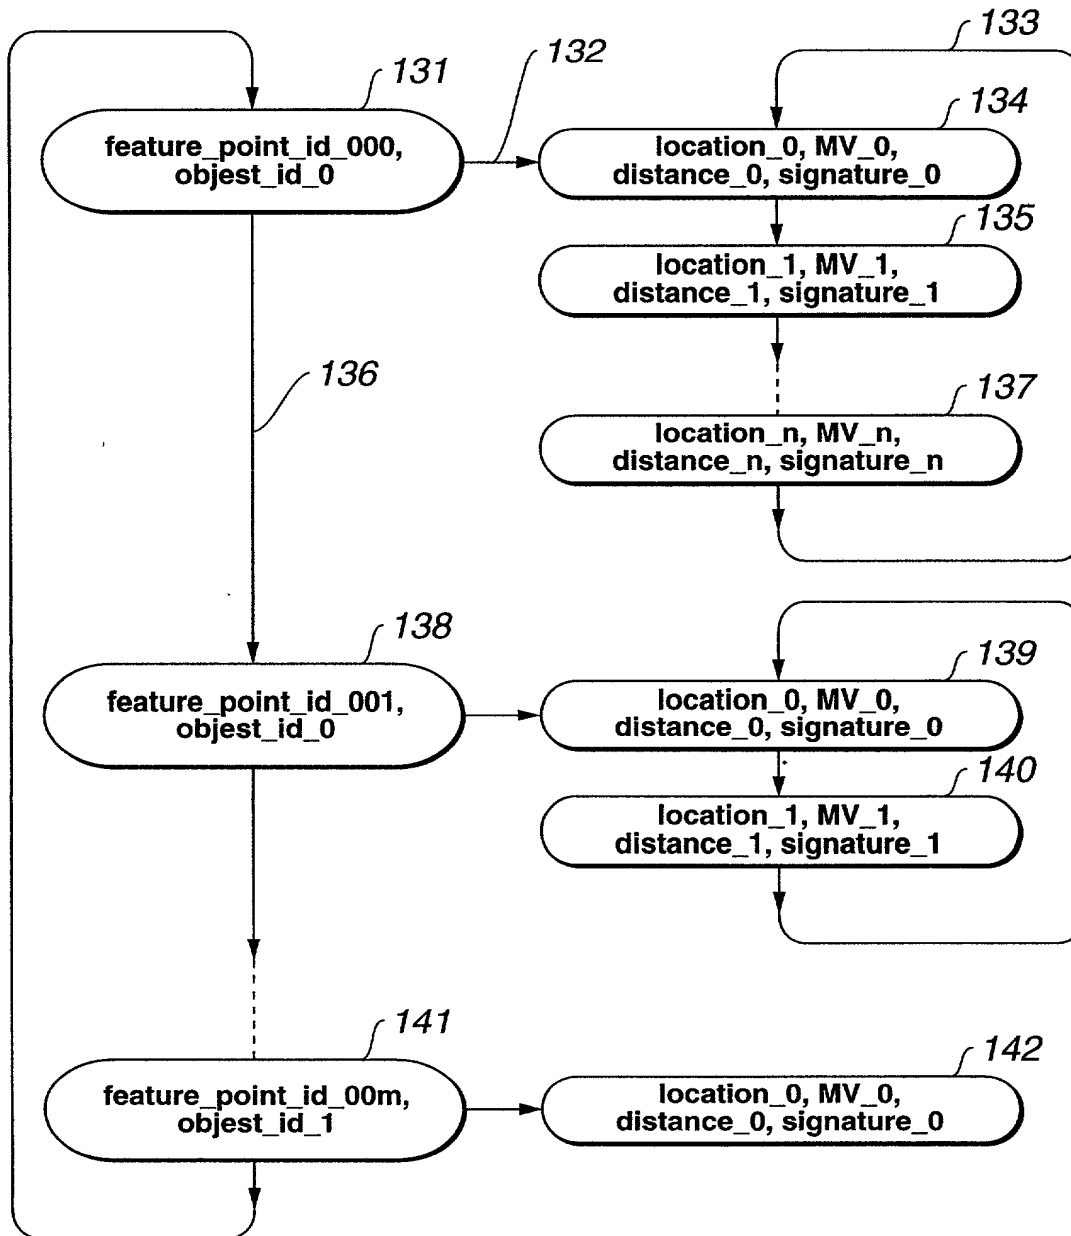 133
131
132
134
feature_point_id_000,
objest_id_0
location_0, MV_0,
distance_0, signature_0
135
location_1, MV_1,
distance_1, signature_1
136
137
location_n, MV_n,
distance_n, signature_n
138
139
feature_point_id_001,
objest_id_0
location_0, MV_0,
distance_0, signature_0
140
location_1, MV_1,
distance_1, signature_1
141
142
feature_point_id_00m,
objest_id_1
location_0, MV_0,
distance_0, signature_0